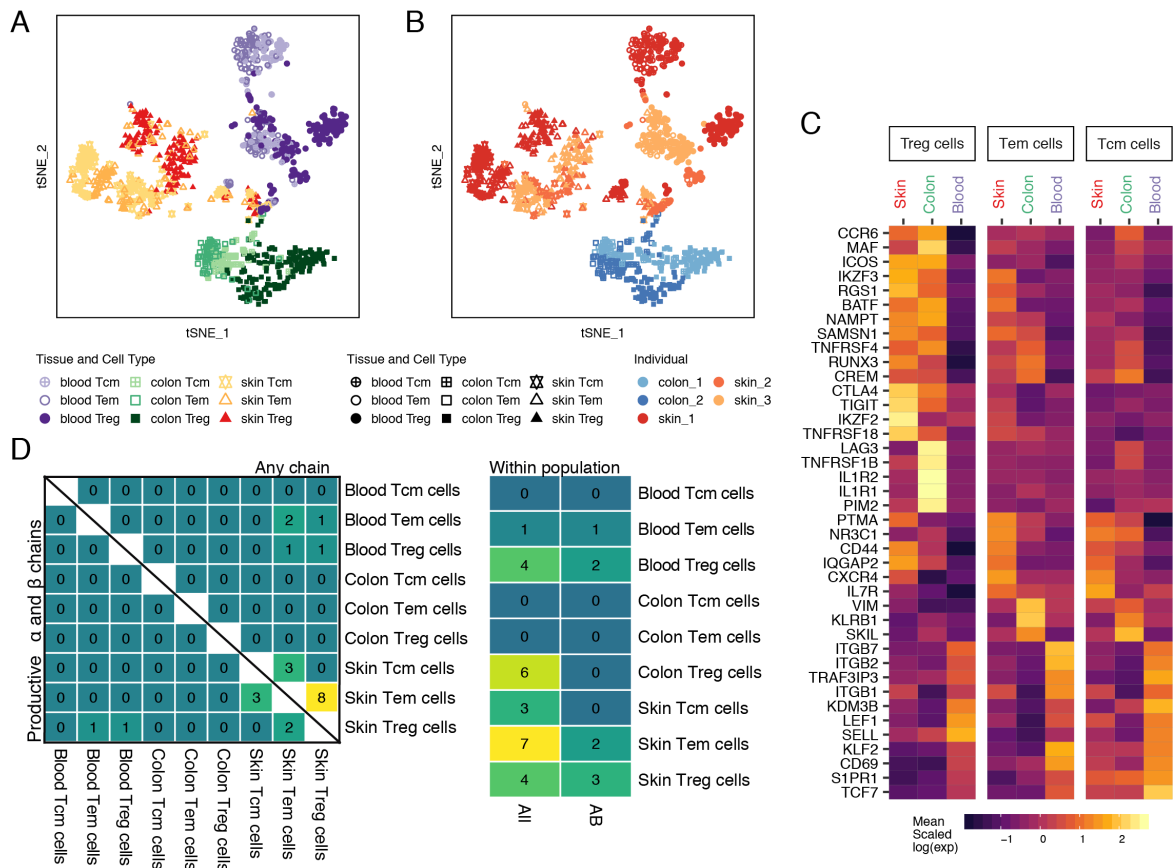 A
B
C
tSNE_2
tSNE_1
tSNE_2
tSNE_1
Tissue and Cell Type
blood Tcm
colon Tcm
skin Tcm
blood Tem
colon Tem
skin Tem
blood Treg
colon Treg
skin Treg
Tissue and Cell Type
blood Tcm
colon Tcm
skin Tcm
blood Tem
colon Tem
skin Tem
blood Treg
colon Treg
skin Treg
Individual
colon_1
skin_2
colon_2
skin_3
skin_1
Treg cells
Tem cells
Tcm cells
Skin
Colon
Blood
Skin
Colon
Blood
Skin
Colon
Blood
CCR6
MAF
ICOS
IKZF3
RGS1
BATF
NAMPT
SAMSN1
TNFRSF4
RUNX3
CREM
CTLA4
TIGIT
IKZF2
TNFRSF18
LAG3
TNFRSF1B
IL1R2
IL1R1
PIM2
PTMA
NR3C1
CD44
IQGAP2
CXCR4
IL7R
VIM
KLRB1
SKIL
ITGB7
ITGB2
TRAF3IP3
ITGB1
KDM3B
LEF1
SELL
KLF2
CD69
S1PR1
TCF7
Mean
Scaled
log(exp)
−1 0 1 2
D
Any chain
Productive α and β chains
0 0 0 0 0 0 0 0 Blood Tcm cells
0 0 0 0 0 0 2 1 Blood Tem cells
0 0 0 0 0 0 1 1 Blood Treg cells
0 0 0 0 0 0 0 0 Colon Tcm cells
0 0 0 0 0 0 0 0 Colon Tem cells
0 0 0 0 0 0 0 0 Colon Treg cells
0 0 0 0 0 0 3 0 Skin Tcm cells
0 0 0 0 0 0 3 8 Skin Tem cells
0 1 1 0 0 0 0 2 Skin Treg cells
Blood Tcm cells
Blood Tem cells
Blood Treg cells
Colon Tcm cells
Colon Tem cells
Colon Treg cells
Skin Tcm cells
Skin Tem cells
Skin Treg cells
Within population
0 0 Blood Tcm cells
1 1 Blood Tem cells
4 2 Blood Treg cells
0 0 Colon Tcm cells
0 0 Colon Tem cells
6 0 Colon Treg cells
3 0 Skin Tcm cells
7 2 Skin Tem cells
4 3 Skin Treg cells
All
AB